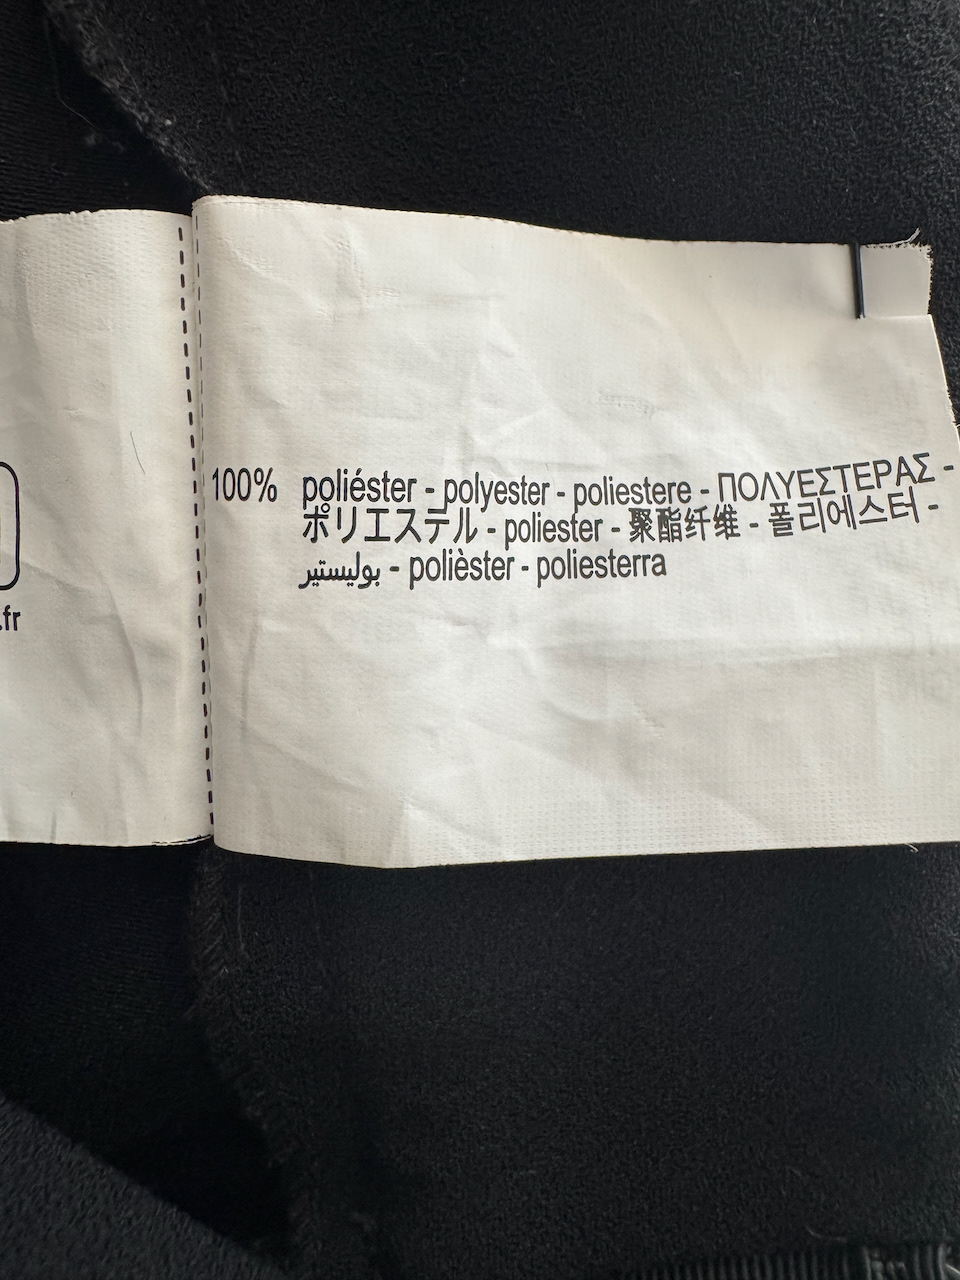 .fr
100% poliéster - polyester - poliestere - ΠΟΛΥΕΣΤΕΡΑΣ -
ポリエステル - poliester - 聚酯纤维 - 폴리에스터 -
بوليستير - polièster - poliesterra